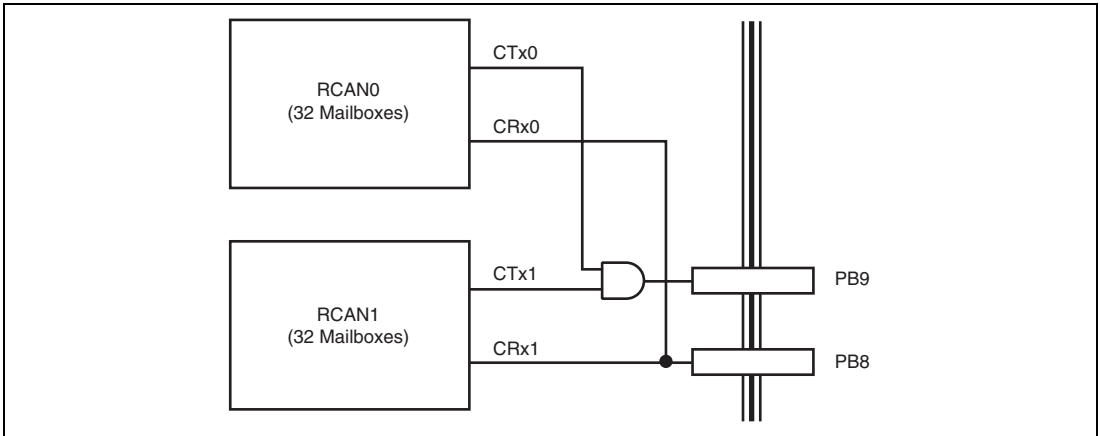 CTx0
RCAN0
(32 Mailboxes)
CRx0
CTx1
PB9
RCAN1
(32 Mailboxes)
CRx1
PB8